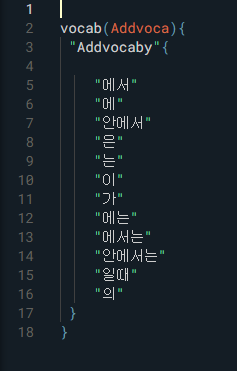 1
2 vocab(Addvoca){
3 "Addvocaby"{
4
5 "에서"
6 "에"
7 "안에서"
8 "은"
9 "는"
10 "이"
11 "가"
12 "에는"
13 "에서는"
14 "안에서는"
15 "일때"
16 "의"
17 }
18 }